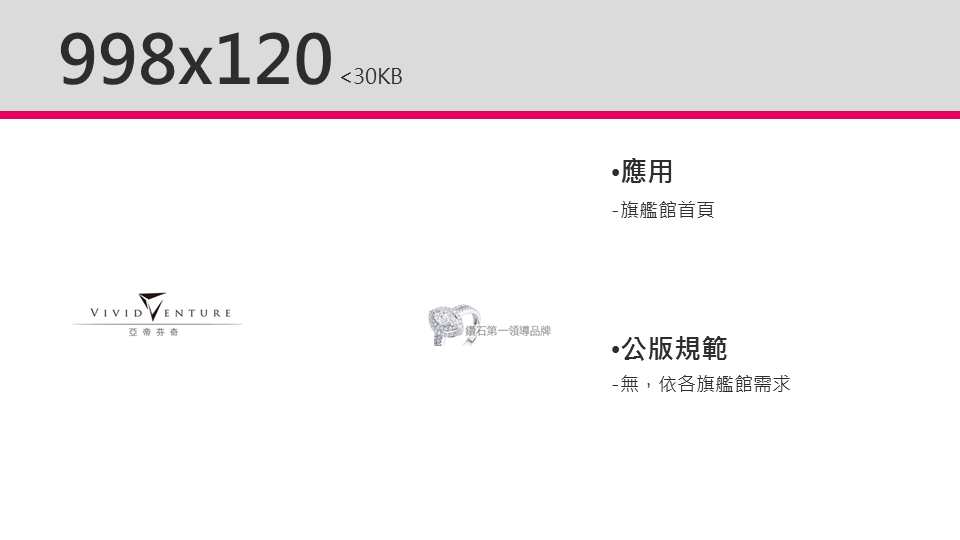 998x120 <30KB
•應用
-旗艦館首頁
VIVID VENTURE
亞帝芬奇
鑽石第一領導品牌
•公版規範
-無，依各旗艦館需求